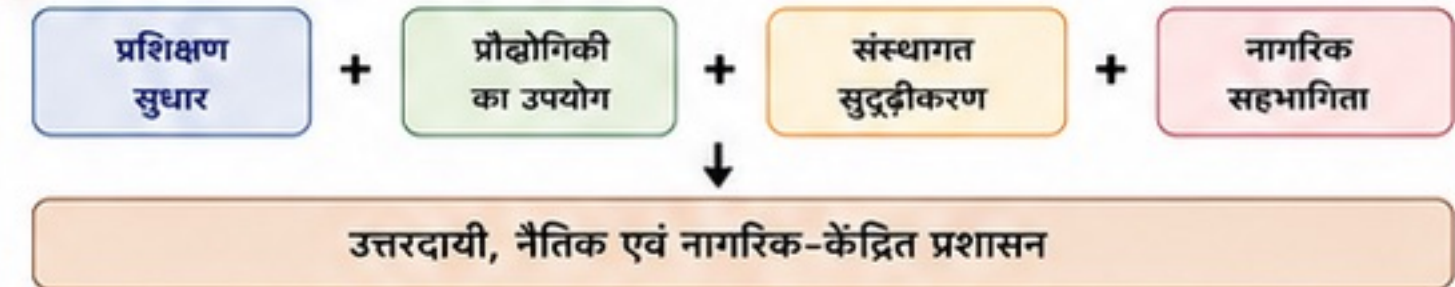 प्रशिक्षण
सुधार
+
प्रौद्योगिकी
का उपयोग
+
संस्थागत
सुदृढ़ीकरण
+
नागरिक
सहभागिता
उत्तरदायी, नैतिक एवं नागरिक-केंद्रित प्रशासन